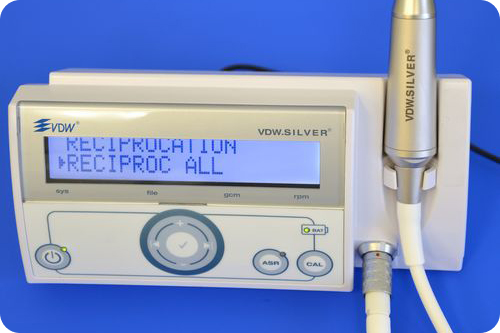 VDW.SILVER®
VDW
VDW.SILVER®
RECIPROCATION
RECIPROC ALL
sys file gcm rpm
BAT
ASR CAL